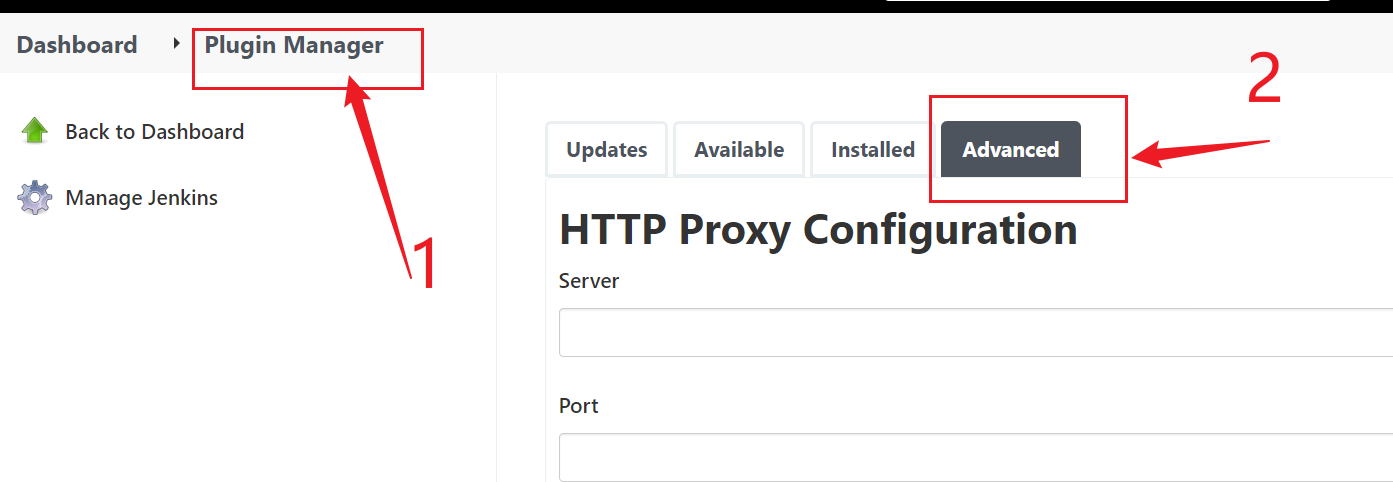 Dashboard Plugin Manager
2
Back to Dashboard
Updates Available Installed Advanced
Manage Jenkins
HTTP Proxy Configuration
1
Server
Port